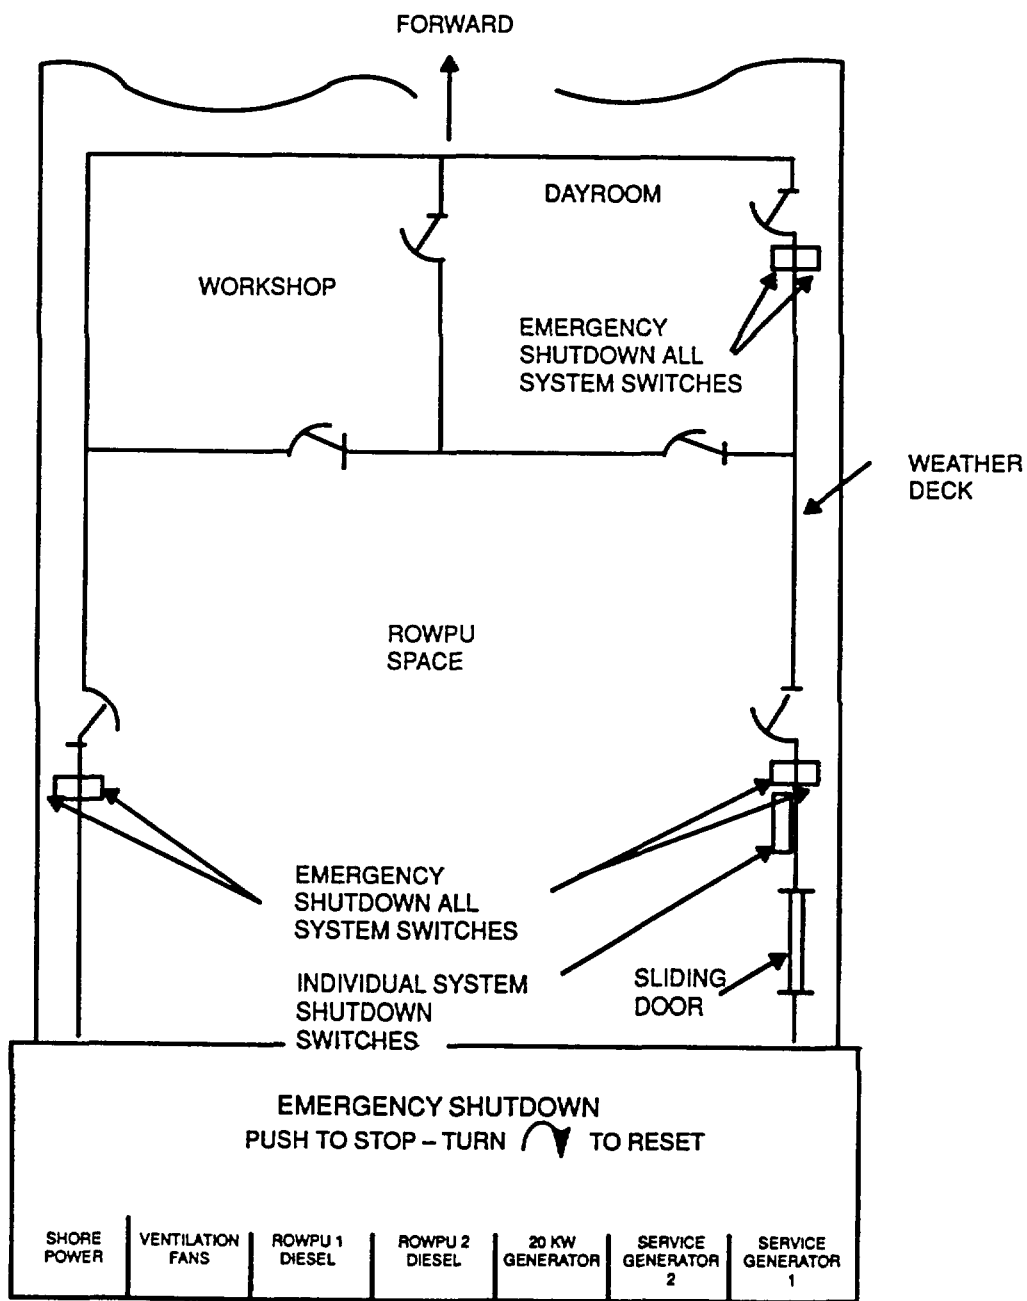 FORWARD
DAYROOM
WORKSHOP
EMERGENCY
SHUTDOWN ALL
SYSTEM SWITCHES
WEATHER
DECK
ROWPU
SPACE
EMERGENCY
SHUTDOWN ALL
SYSTEM SWITCHES
INDIVIDUAL SYSTEM
SHUTDOWN
SWITCHES
SLIDING
DOOR
EMERGENCY SHUTDOWN
PUSH TO STOP – TURN TO RESET
SHORE
POWER
VENTILATION
FANS
ROWPU 1
DIESEL
ROWPU 2
DIESEL
20 KW
GENERATOR
SERVICE
GENERATOR
2
SERVICE
GENERATOR
1